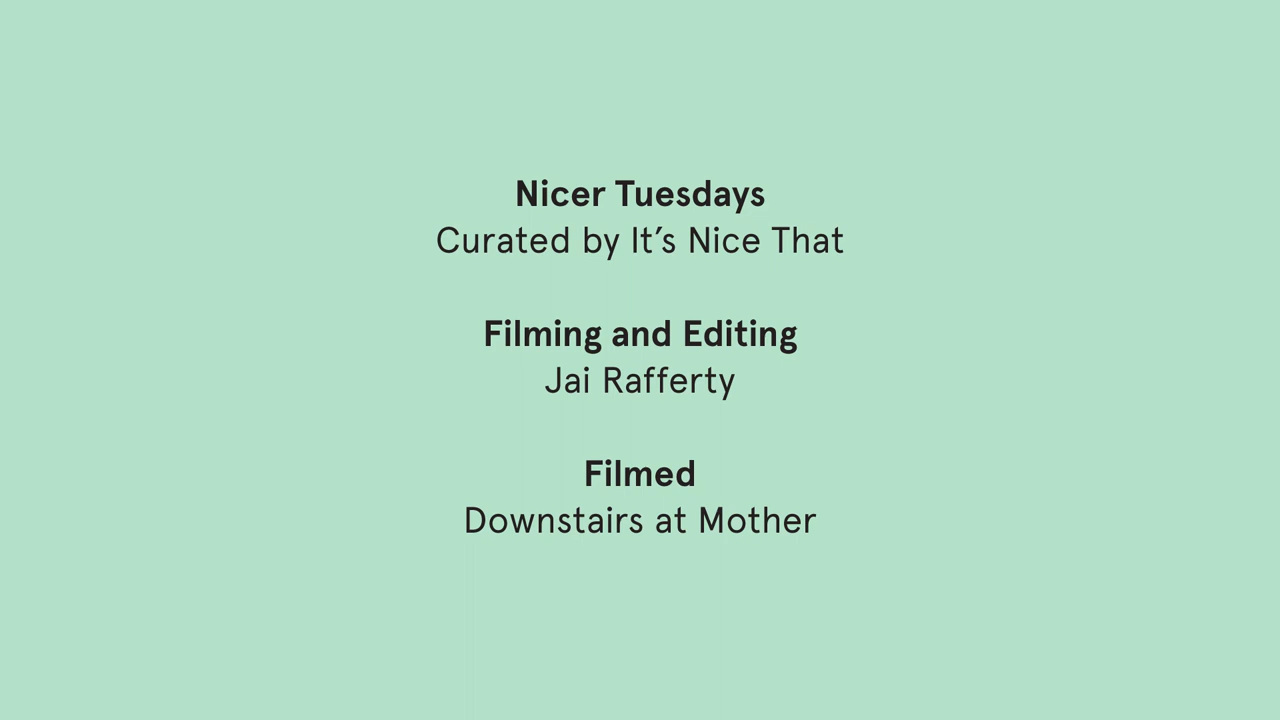 Nicer Tuesdays
Curated by It’s Nice That
Filming and Editing
Jai Rafferty
Filmed
Downstairs at Mother